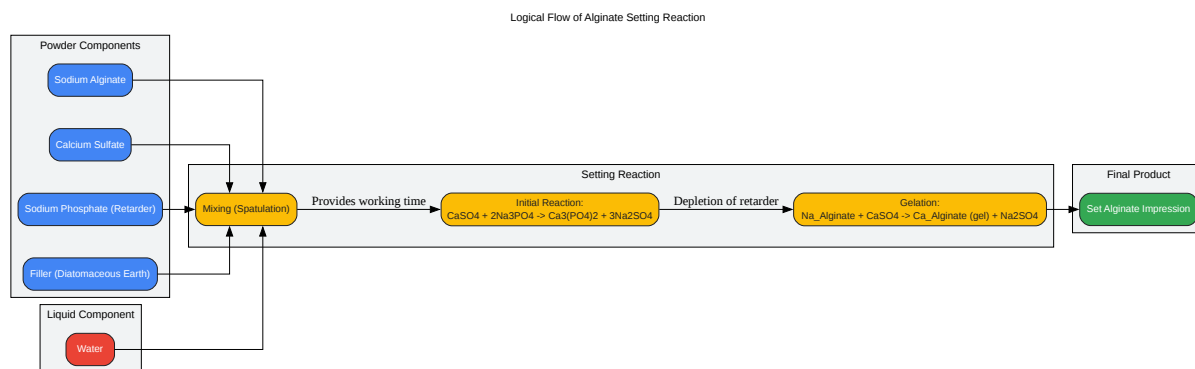 Logical Flow of Alginate Setting Reaction
Powder Components
Sodium Alginate
Calcium Sulfate
Sodium Phosphate (Retarder)
Filler (Diatomaceous Earth)
Liquid Component
Water
Setting Reaction
Mixing (Spatulation)
Provides working time
Initial Reaction:
CaSO4 + 2Na3PO4 -> Ca3(PO4)2 + 3Na2SO4
Depletion of retarder
Gelation:
Na_Alginate + CaSO4 -> Ca_Alginate (gel) + Na2SO4
Final Product
Set Alginate Impression